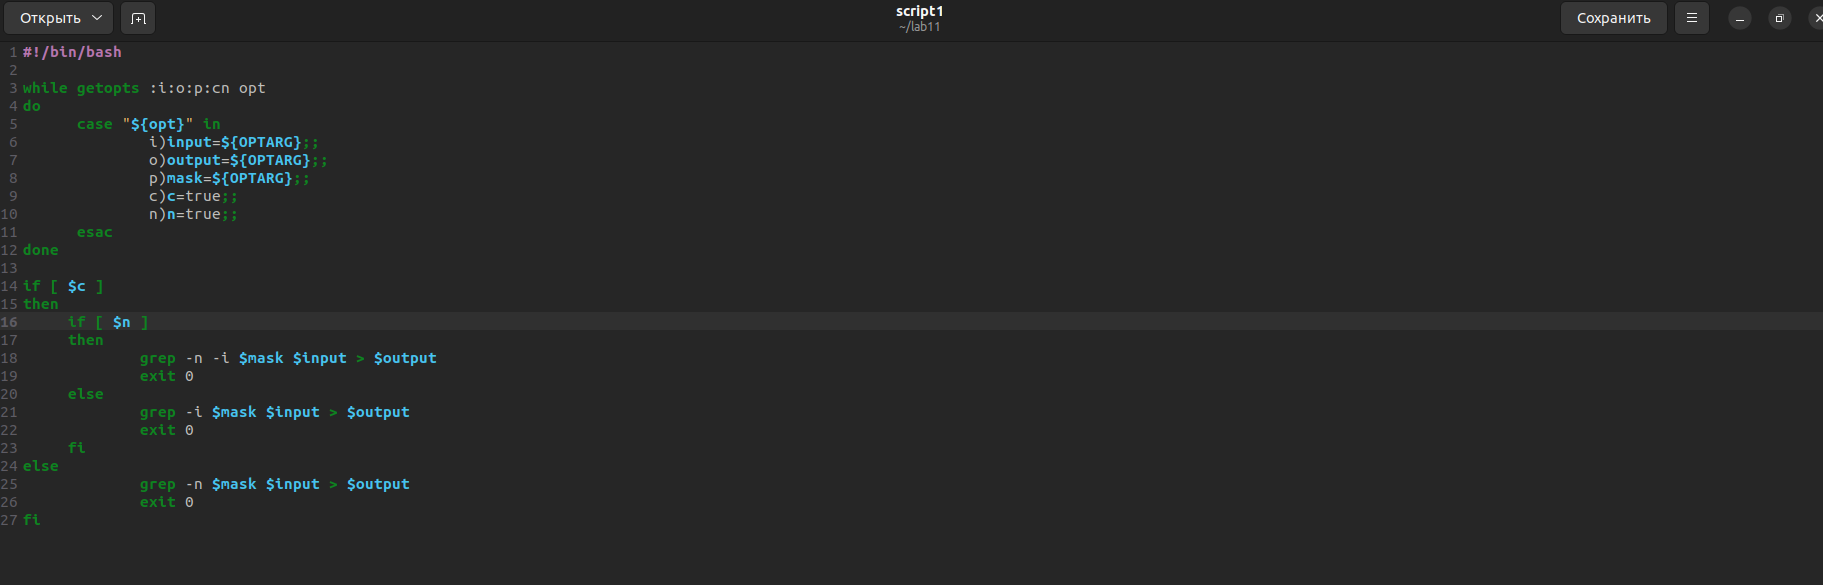 Открыть
script1
~/lab11
Сохранить
1 #!/bin/bash
2
3 while getopts :i:o:p:cn opt
4 do
5 case "${opt}" in
6 i)input=${OPTARG};;
7 o)output=${OPTARG};;
8 p)mask=${OPTARG};;
9 c)c=true;;
10 n)n=true;;
11 esac
12 done
13
14 if [ $c ]
15 then
16 if [ $n ]
17 then
18 grep -n -i $mask $input > $output
19 exit 0
20 else
21 grep -i $mask $input > $output
22 exit 0
23 fi
24 else
25 grep -n $mask $input > $output
26 exit 0
27 fi